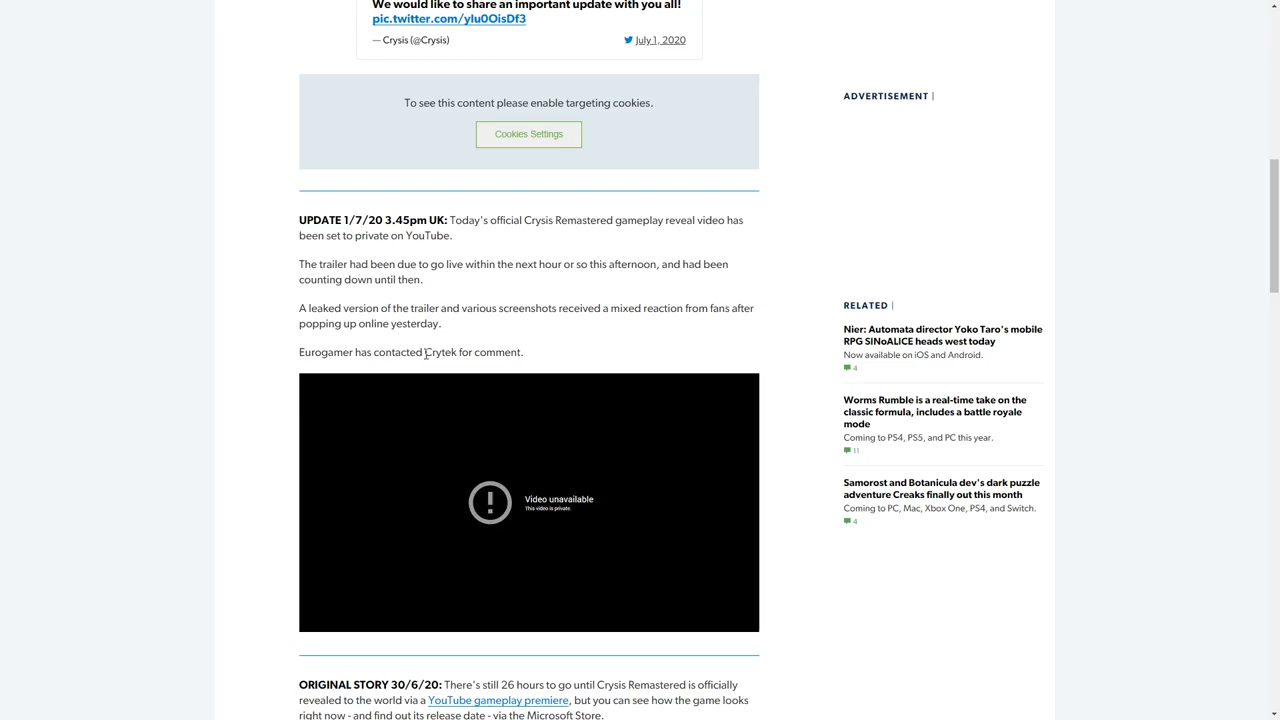 We would like to share an important update with you all!
pic.twitter.com/ylu0OisDf3
— Crysis (@Crysis)
July 1, 2020
To see this content please enable targeting cookies.
Cookies Settings
UPDATE 1/7/20 3.45pm UK: Today's official Crysis Remastered gameplay reveal video has
been set to private on YouTube.
The trailer had been due to go live within the next hour or so this afternoon, and had been
counting down until then.
A leaked version of the trailer and various screenshots received a mixed reaction from fans after
popping up online yesterday.
Eurogamer has contacted Crytek for comment.
Video unavailable
This video is private.
ORIGINAL STORY 30/6/20: There's still 26 hours to go until Crysis Remastered is officially
revealed to the world via a YouTube gameplay premiere, but you can see how the game looks
right now - and find out its release date - via the Microsoft Store.
ADVERTISEMENT |
RELATED |
Nier: Automata director Yoko Taro's mobile
RPG SINoALICE heads west today
Now available on iOS and Android.
4
Worms Rumble is a real-time take on the
classic formula, includes a battle royale
mode
Coming to PS4, PS5, and PC this year.
11
Samorost and Botanicula dev's dark puzzle
adventure Creaks finally out this month
Coming to PC, Mac, Xbox One, PS4, and Switch.
4